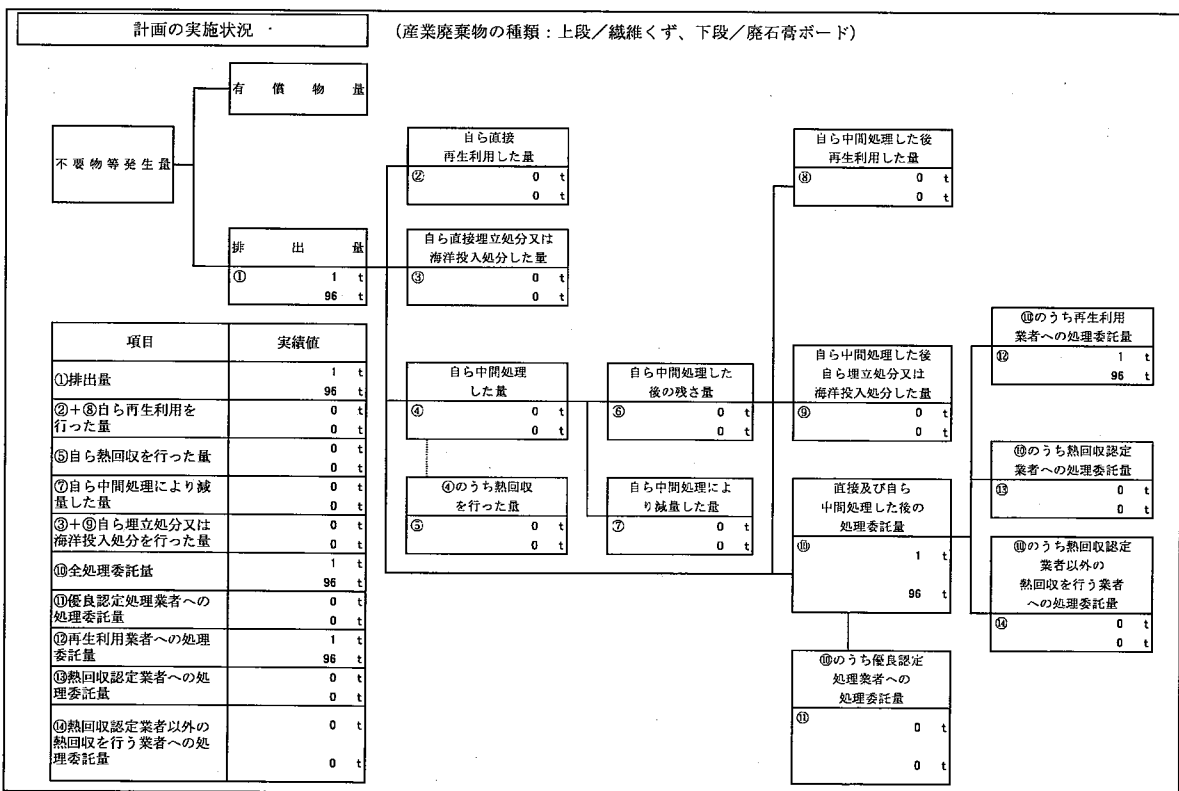 計画の実施状況
(産業廃棄物の種類：上段／繊維くず、下段／廃石膏ボード)
有償物量
不要物等発生量
排出量
① 1 t
96 t
自ら直接
再生利用した量
② 0 t
0 t
自ら直接埋立処分又は
海洋投入処分した量
③ 0 t
0 t
自ら中間処理した後
再生利用した量
⑧ 0 t
0 t
自ら中間処理
した量
④ 0 t
0 t
④のうち熱回収
を行った量
⑤ 0 t
0 t
自ら中間処理した
後の残さ量
⑥ 0 t
0 t
自ら中間処理によ
り減量した量
⑦ 0 t
0 t
自ら中間処理した後
自ら埋立処分又は
海洋投入処分した量
⑨ 0 t
0 t
直接及び自ら
中間処理した後の
処理委託量
⑩
1 t
96 t
⑩のうち優良認定
処理業者への
処理委託量
⑪
0 t
0 t
⑩のうち再生利用
業者への処理委託量
⑫ 1 t
96 t
⑩のうち熱回収認定
業者への処理委託量
⑬ 0 t
0 t
⑩のうち熱回収認定
業者以外の
熱回収を行う業者
への処理委託量
⑭ 0 t
0 t
項目 実績値
①排出量 1 t
96 t
②＋⑧自ら再生利用を 0 t
行った量 0 t
⑤自ら熱回収を行った量 0 t
0 t
⑦自ら中間処理により減 0 t
量した量 0 t
③＋⑨自ら埋立処分又は 0 t
海洋投入処分を行った量 0 t
⑩全処理委託量 1 t
96 t
⑪優良認定処理業者への 0 t
処理委託量 0 t
⑫再生利用業者への処理 1 t
委託量 96 t
⑬熱回収認定業者への処 0 t
理委託量 0 t
⑭熱回収認定業者以外の 0 t
熱回収を行う業者への処
理委託量 0 t